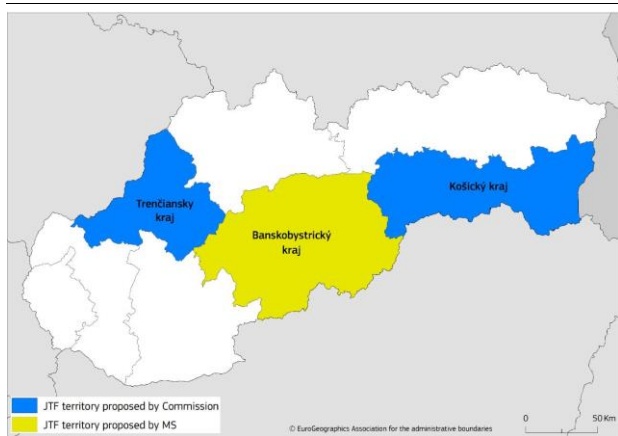 Trenčiansky
kraj
Banskobystrický
kraj
Košický kraj
JTF territory proposed by Commission
JTF territory proposed by MS
© EuroGeographics Association for the administrative boundaries
0
50 Km